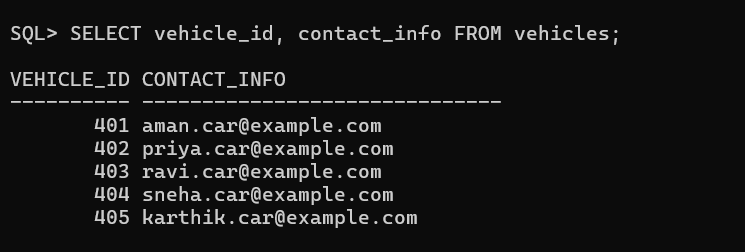 SQL> SELECT vehicle_id, contact_info FROM vehicles;
VEHICLE_ID CONTACT_INFO
---------- ------------------------------
       401 aman.car@example.com
       402 priya.car@example.com
       403 ravi.car@example.com
       404 sneha.car@example.com
       405 karthik.car@example.com